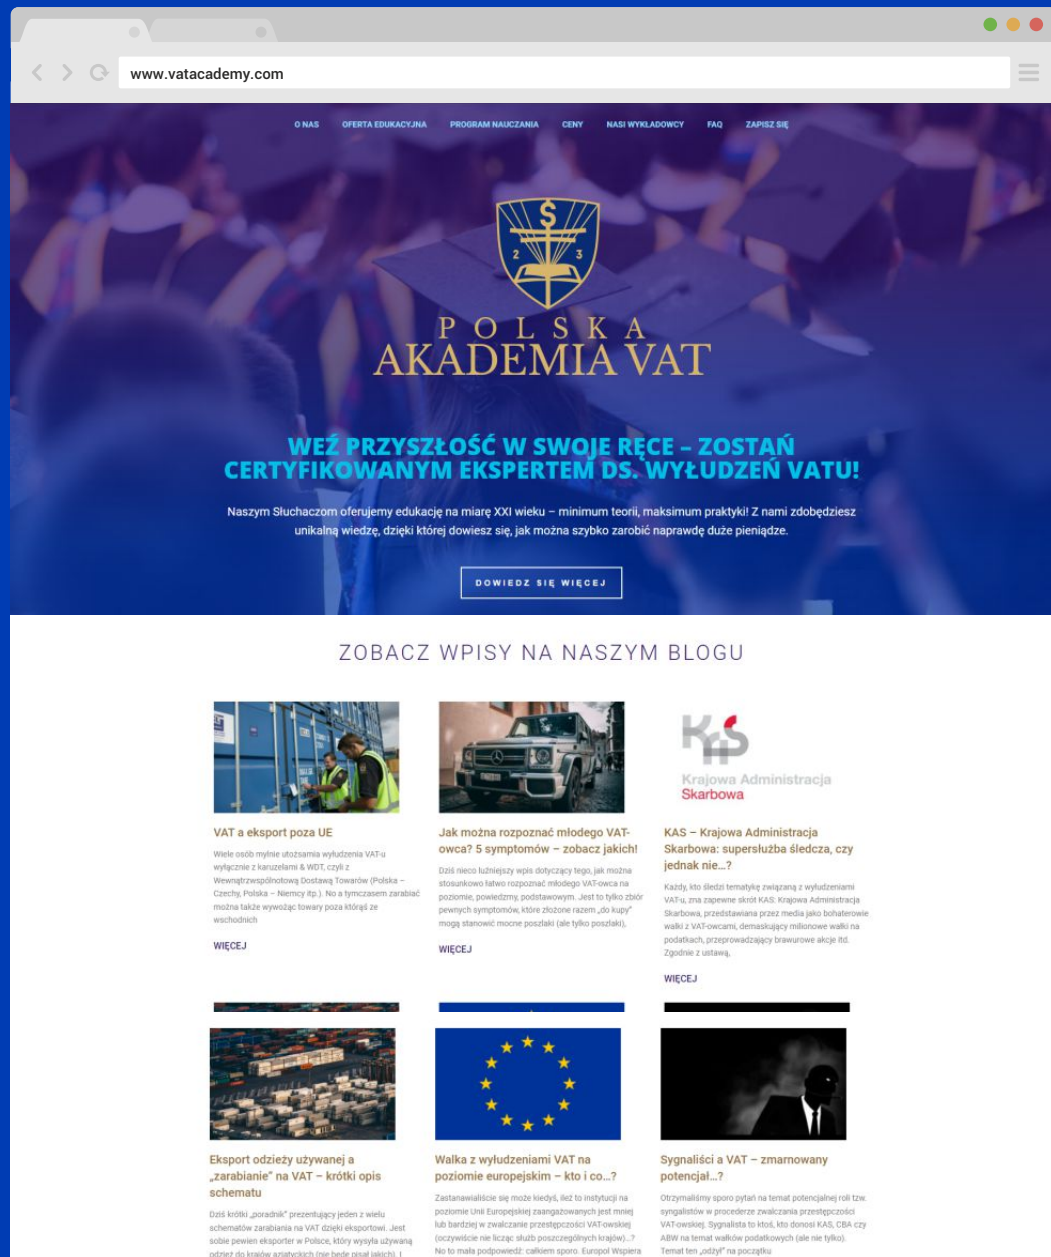 www.vatacademy.com
O NAS OFERTA EDUKACYJNA PROGRAM NAUCZANIA CENY NASI WYKŁADOWCY FAQ ZAPISZ SIĘ
$
2 3
POLSKA
AKADEMIA VAT
WEŹ PRZYSZŁOŚĆ W SWOJE RĘCE – ZOSTAŃ
CERTYFIKOWANYM EKSPERTEM DS. WYŁUDZEŃ VATU!
Naszym Słuchaczom oferujemy edukację na miarę XXI wieku – minimum teorii, maksimum praktyki! Z nami zdobędziesz
unikalną wiedzę, dzięki której dowiesz się, jak można szybko zarobić naprawdę duże pieniądze.
DOWIEDZ SIĘ WIĘCEJ
ZOBACZ WPISY NA NASZYM BLOGU
VAT a eksport poza UE
Wiele osób mylnie utożsamia wyłudzenia VAT-u
wyłącznie z karuzelami & WDT, czyli z
Wewnątrzwspólnotową Dostawą Towarów (Polska –
Czechy, Polska – Niemcy itp.). No a tymczasem zarabiać
można także wywożąc towary poza którąś ze
wschodnich
WIĘCEJ
Jak można rozpoznać młodego VAT-
owca? 5 symptomów – zobacz jakich!
Dziś nieco luźniejszy wpis dotyczący tego, jak można
stosunkowo łatwo rozpoznać młodego VAT-owca na
poziomie, powiedzmy, podstawowym. Jest to tylko zbiór
pewnych symptomów, które złożone razem „do kupy”
mogą stanowić mocne poszlaki (ale tylko poszlaki),
WIĘCEJ
KAS
Krajowa Administracja
Skarbowa
KAS – Krajowa Administracja
Skarbowa: supersłużba śledcza, czy
jednak nie…?
Każdy, kto śledzi tematykę związaną z wyłudzeniami
VAT-u, zna zapewne skrót KAS: Krajowa Administracja
Skarbowa, przedstawiana przez media jako bohaterowie
walki z VAT-owcami, demaskujący milionowe wałki na
podatkach, przeprowadzający brawurowe akcje itd.
Zgodnie z ustawą,
WIĘCEJ
Eksport odzieży używanej a
„zarabianie” na VAT – krótki opis
schematu
Dziś krótki „poradnik” prezentujący jeden z wielu
schematów zarabiania na VAT dzięki eksportowi. Jest
sobie pewien eksporter w Polsce, który wysyła używaną
odzież do krajów azjatyckich (nie będę pisał jakich). I
Walka z wyłudzeniami VAT na
poziomie europejskim – kto i co…?
Zastanawialiście się może kiedyś, ileż to instytucji na
poziomie Unii Europejskiej zaangażowanych jest mniej
lub bardziej w zwalczanie przestępczości VAT-owskiej
(oczywiście nie licząc służb poszczególnych krajów)…?
No to mała podpowiedź: całkiem sporo. Europol Wspiera
Sygnaliści a VAT – zmarnowany
potencjał…?
Otrzymaliśmy sporo pytań na temat potencjalnej roli tzw.
syngalistów w procederze zwalczania przestępczości
VAT-owskiej. Sygnalista to ktoś, kto donosi KAS, CBA czy
ABW na temat wałków podatkowych (ale nie tylko).
Temat ten „odżył” na początku